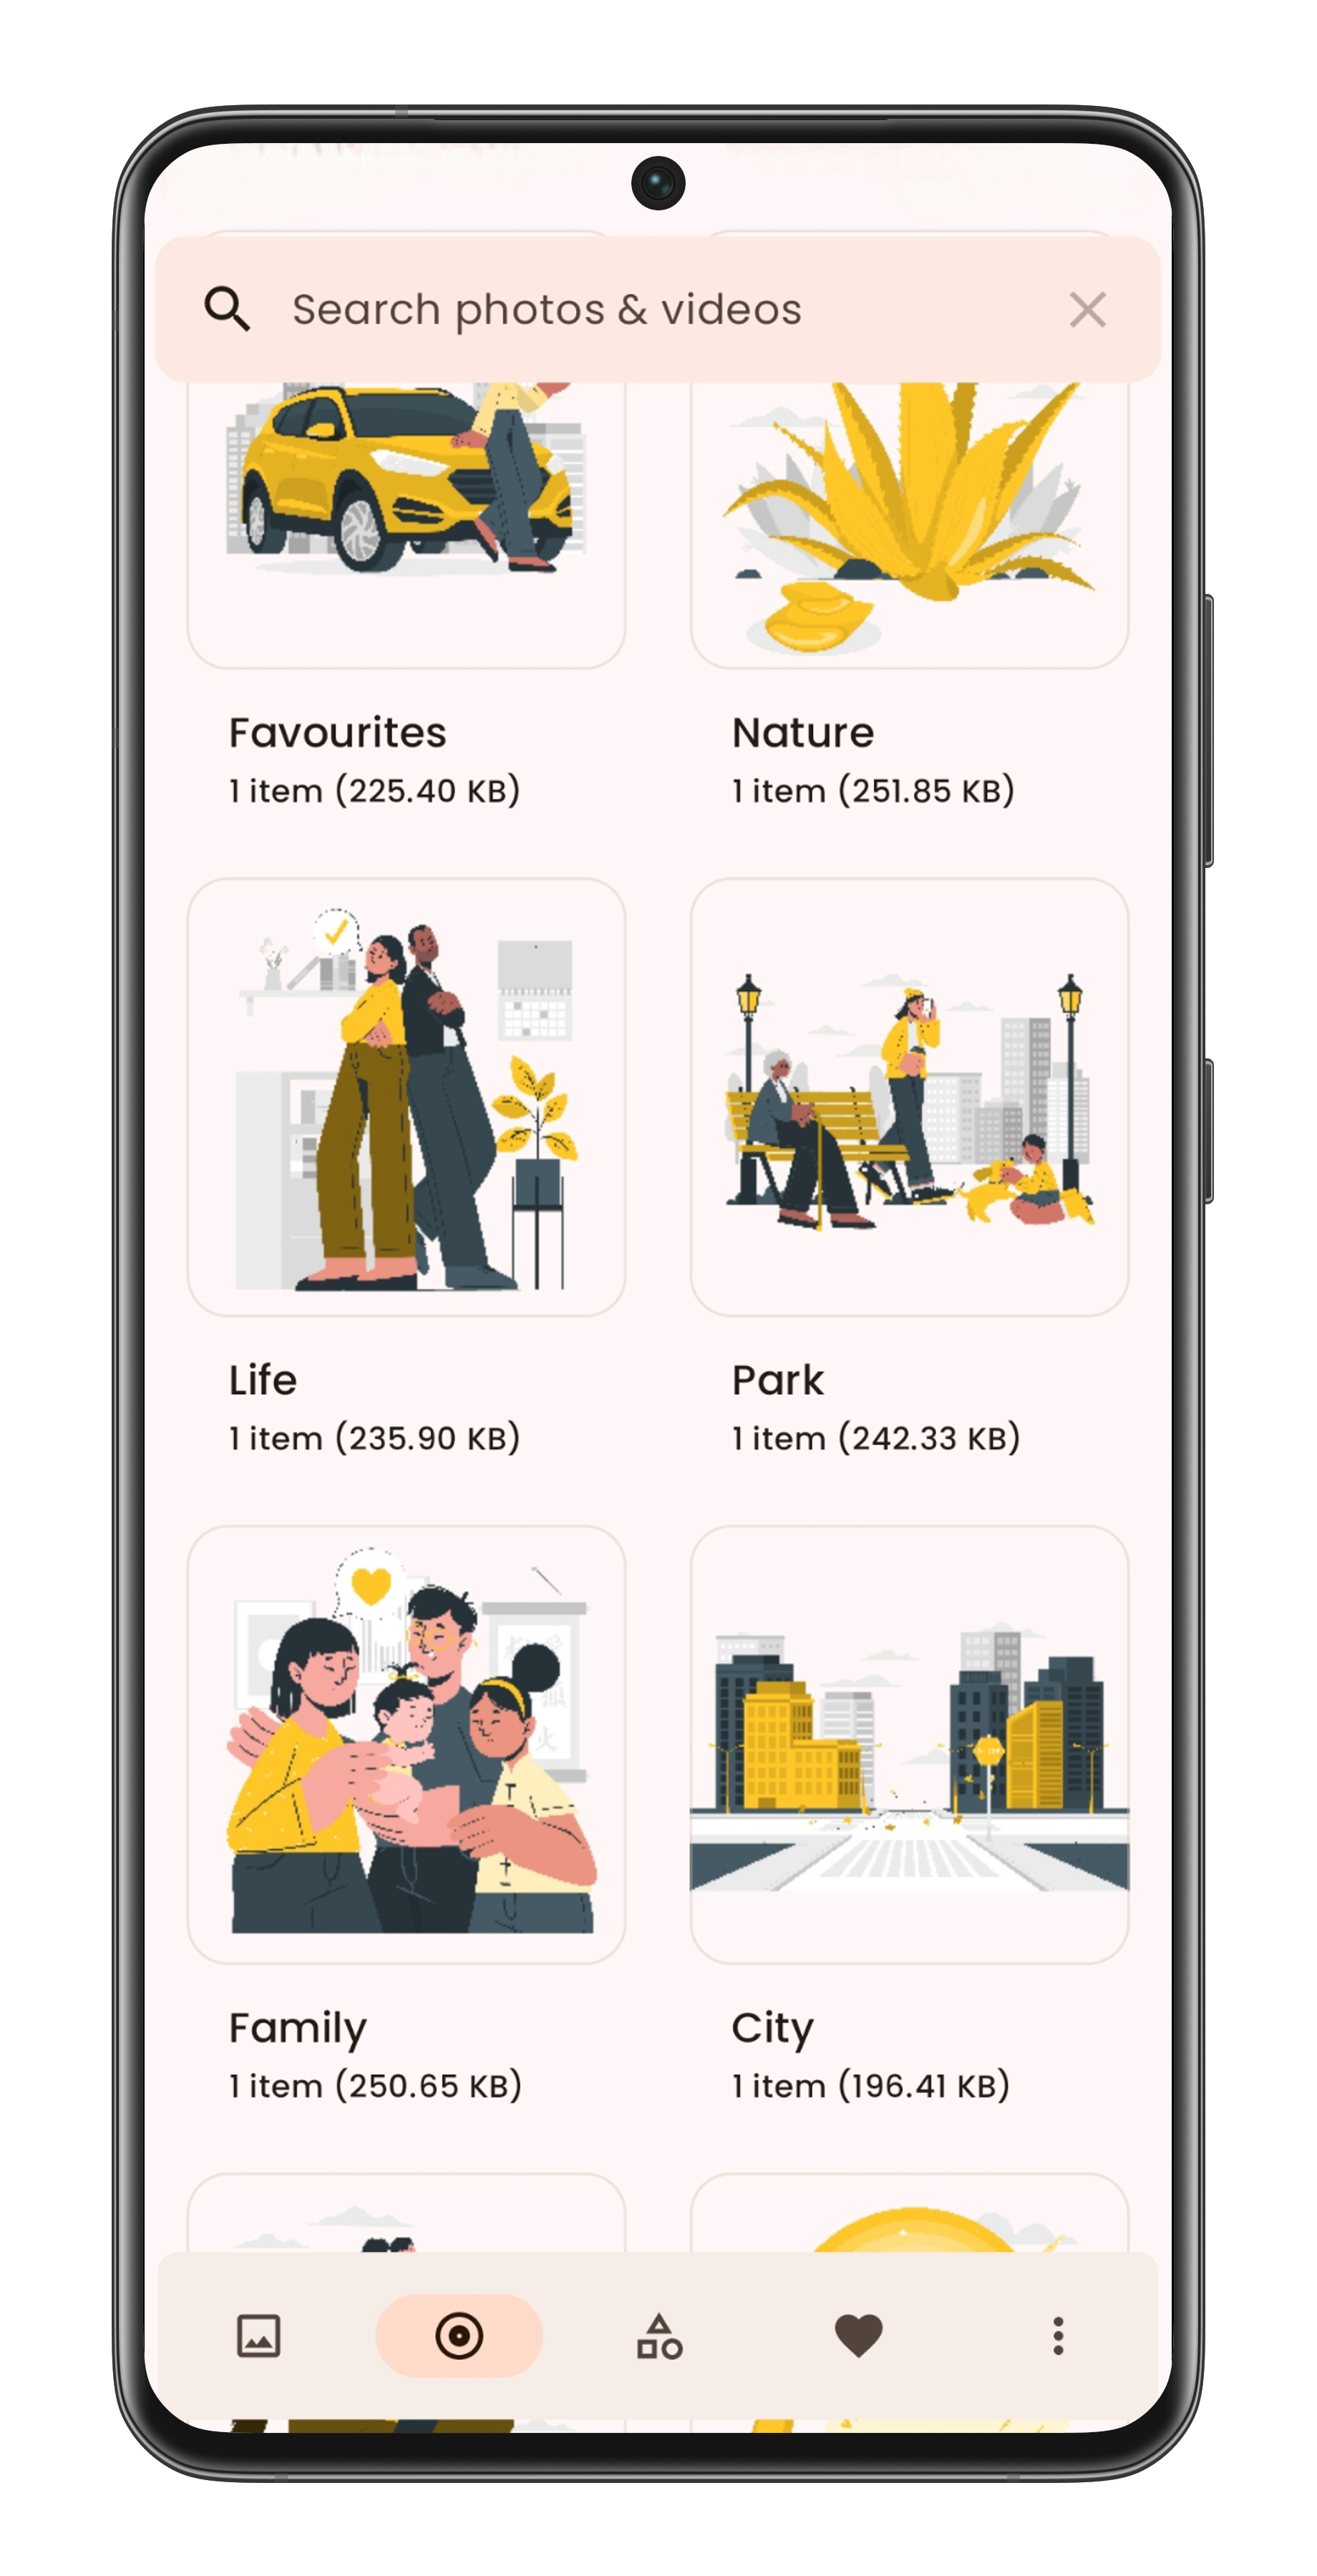 Search photos & videos
Favourites
1 item (225.40 KB)
Nature
1 item (251.85 KB)
Life
1 item (235.90 KB)
Park
1 item (242.33 KB)
Family
1 item (250.65 KB)
City
1 item (196.41 KB)